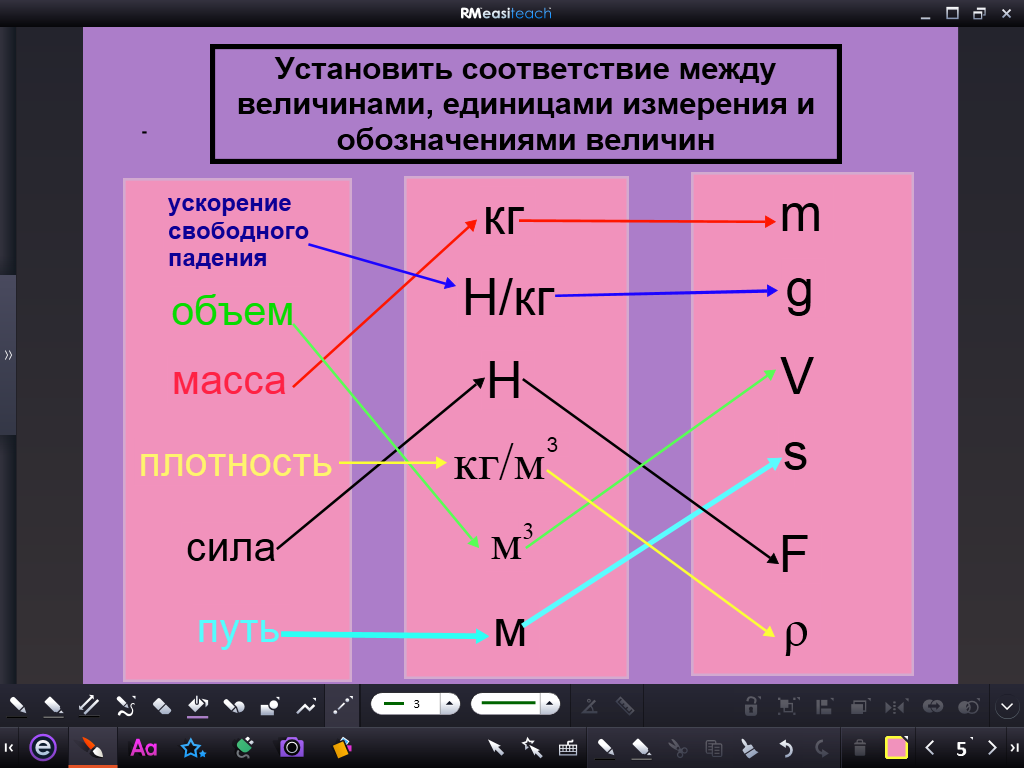 RMeasiteach
Установить соответствие между
величинами, единицами измерения и
обозначениями величин
-
ускорение
свободного
падения
объем
масса
плотность
сила
путь
кг
Н/кг
Н
кг/м³
м³
м
m
g
V
s
F
ρ
3
Aa
5